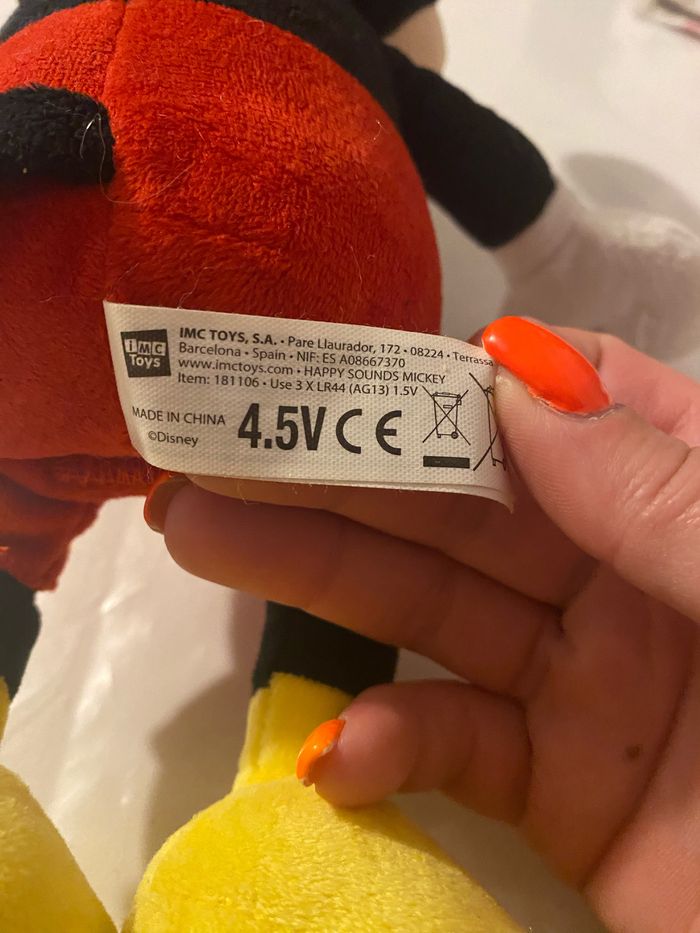 IMC Toys
IMC TOYS, S.A. • Pare Llaurador, 172 • 08224 • Terrassa
Barcelona • Spain • NIF: ES A08667370
www.imctoys.com • HAPPY SOUNDS MICKEY
Item: 181106 • Use 3 X LR44 (AG13) 1.5V
MADE IN CHINA
©Disney
4.5V CE